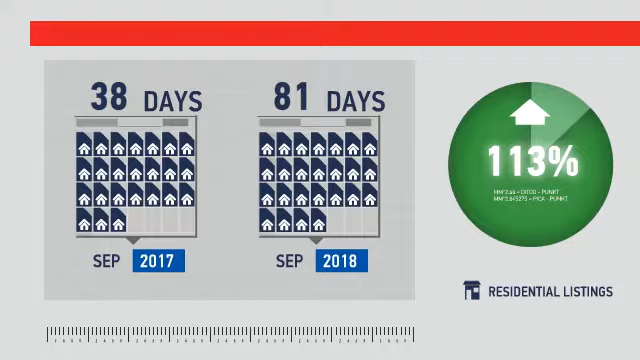 38 DAYS
81 DAYS
SEP 2017
SEP 2018
113%
RESIDENTIAL LISTINGS